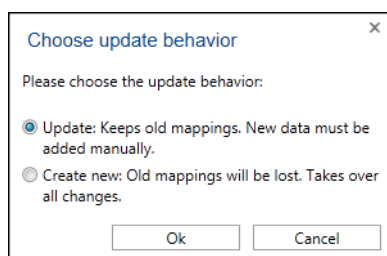 Choose update behavior
Please choose the update behavior:
Update: Keeps old mappings. New data must be
added manually.
Create new: Old mappings will be lost. Takes over
all changes.
Ok
Cancel